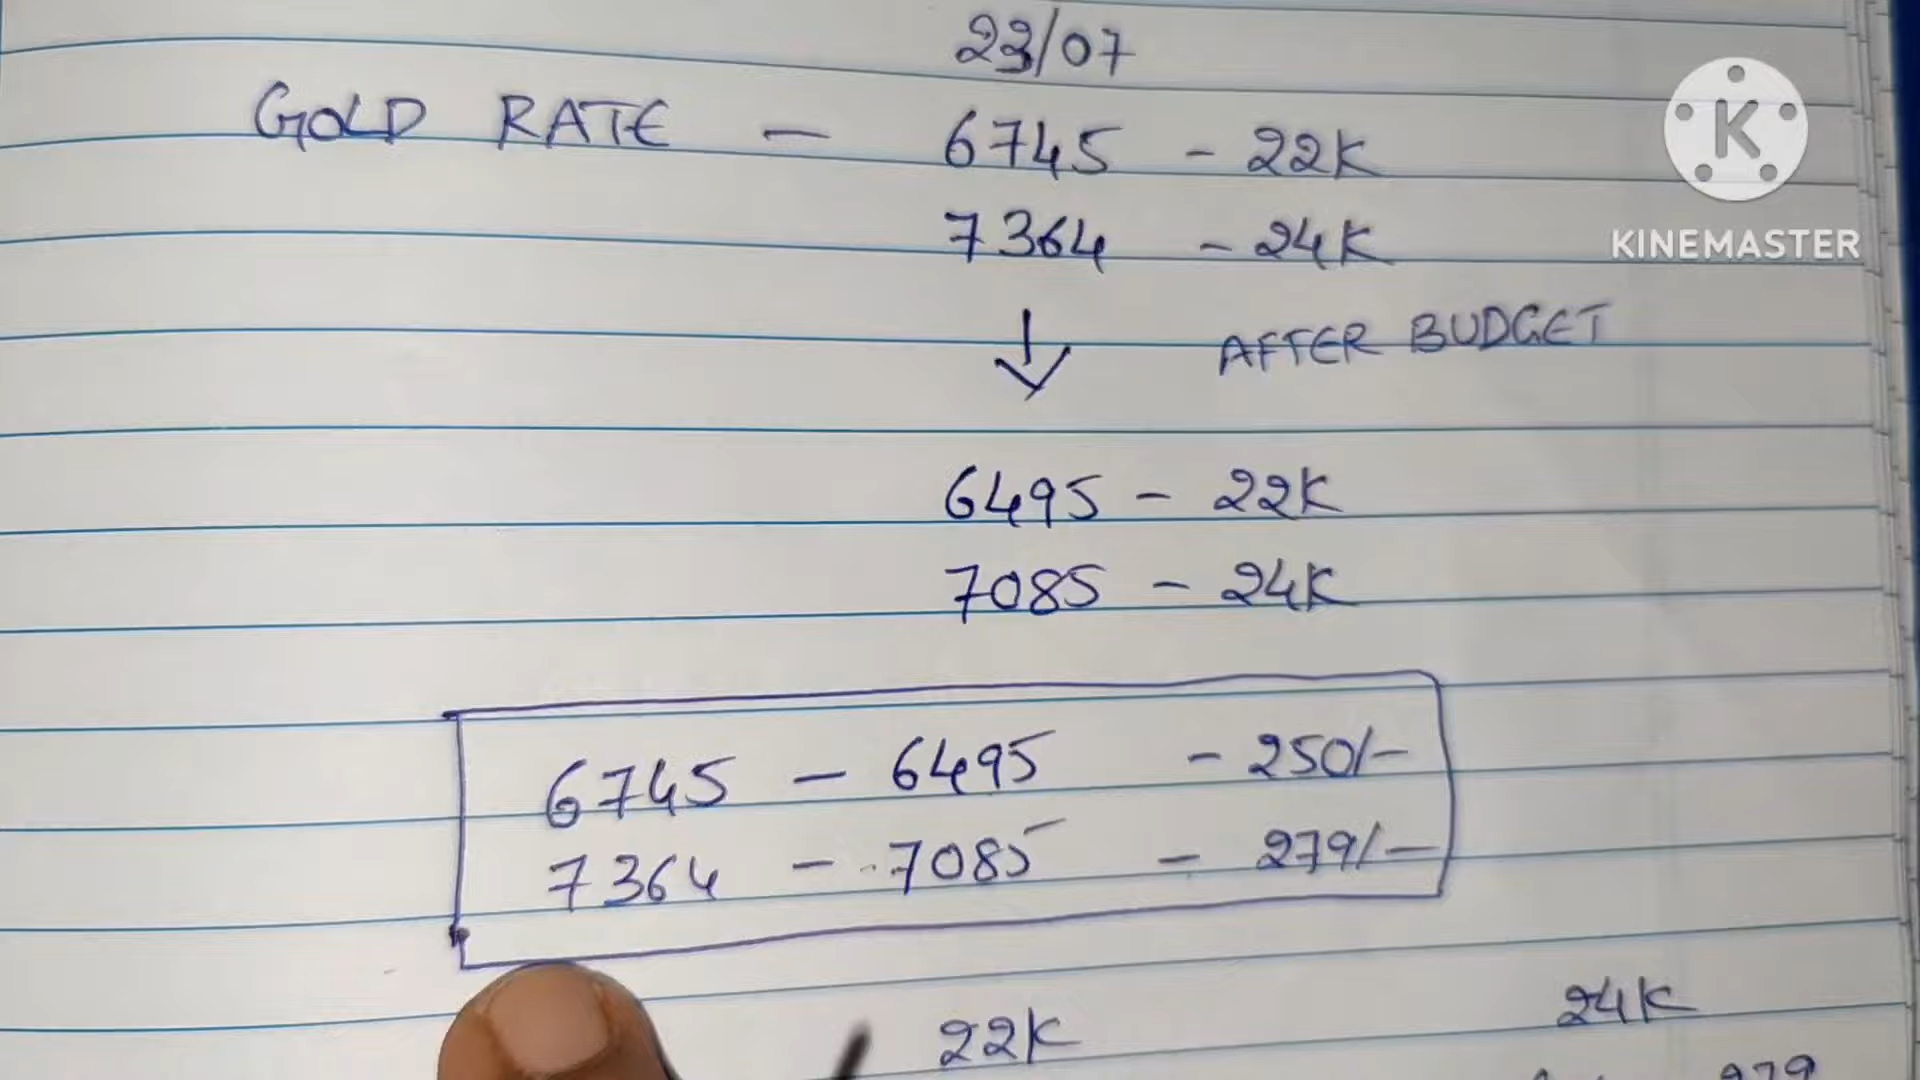 23/07
GOLD RATE — 6745 - 22K
7364 - 24K
↓ AFTER BUDGET
6495 - 22K
7085 - 24K
6745 - 6495 - 250/-
7364 - 7085 - 279/-
24K
22K
279
K
KINEMASTER